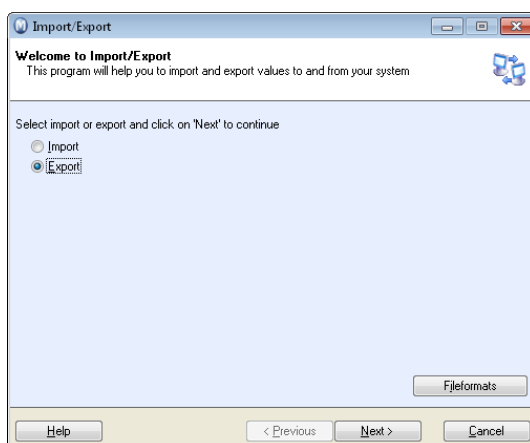 Import/Export
Welcome to Import/Export
This program will help you to import and export values to and from your system
Select import or export and click on 'Next' to continue
Import
Export
Fileformats
Help
< Previous
Next >
Cancel